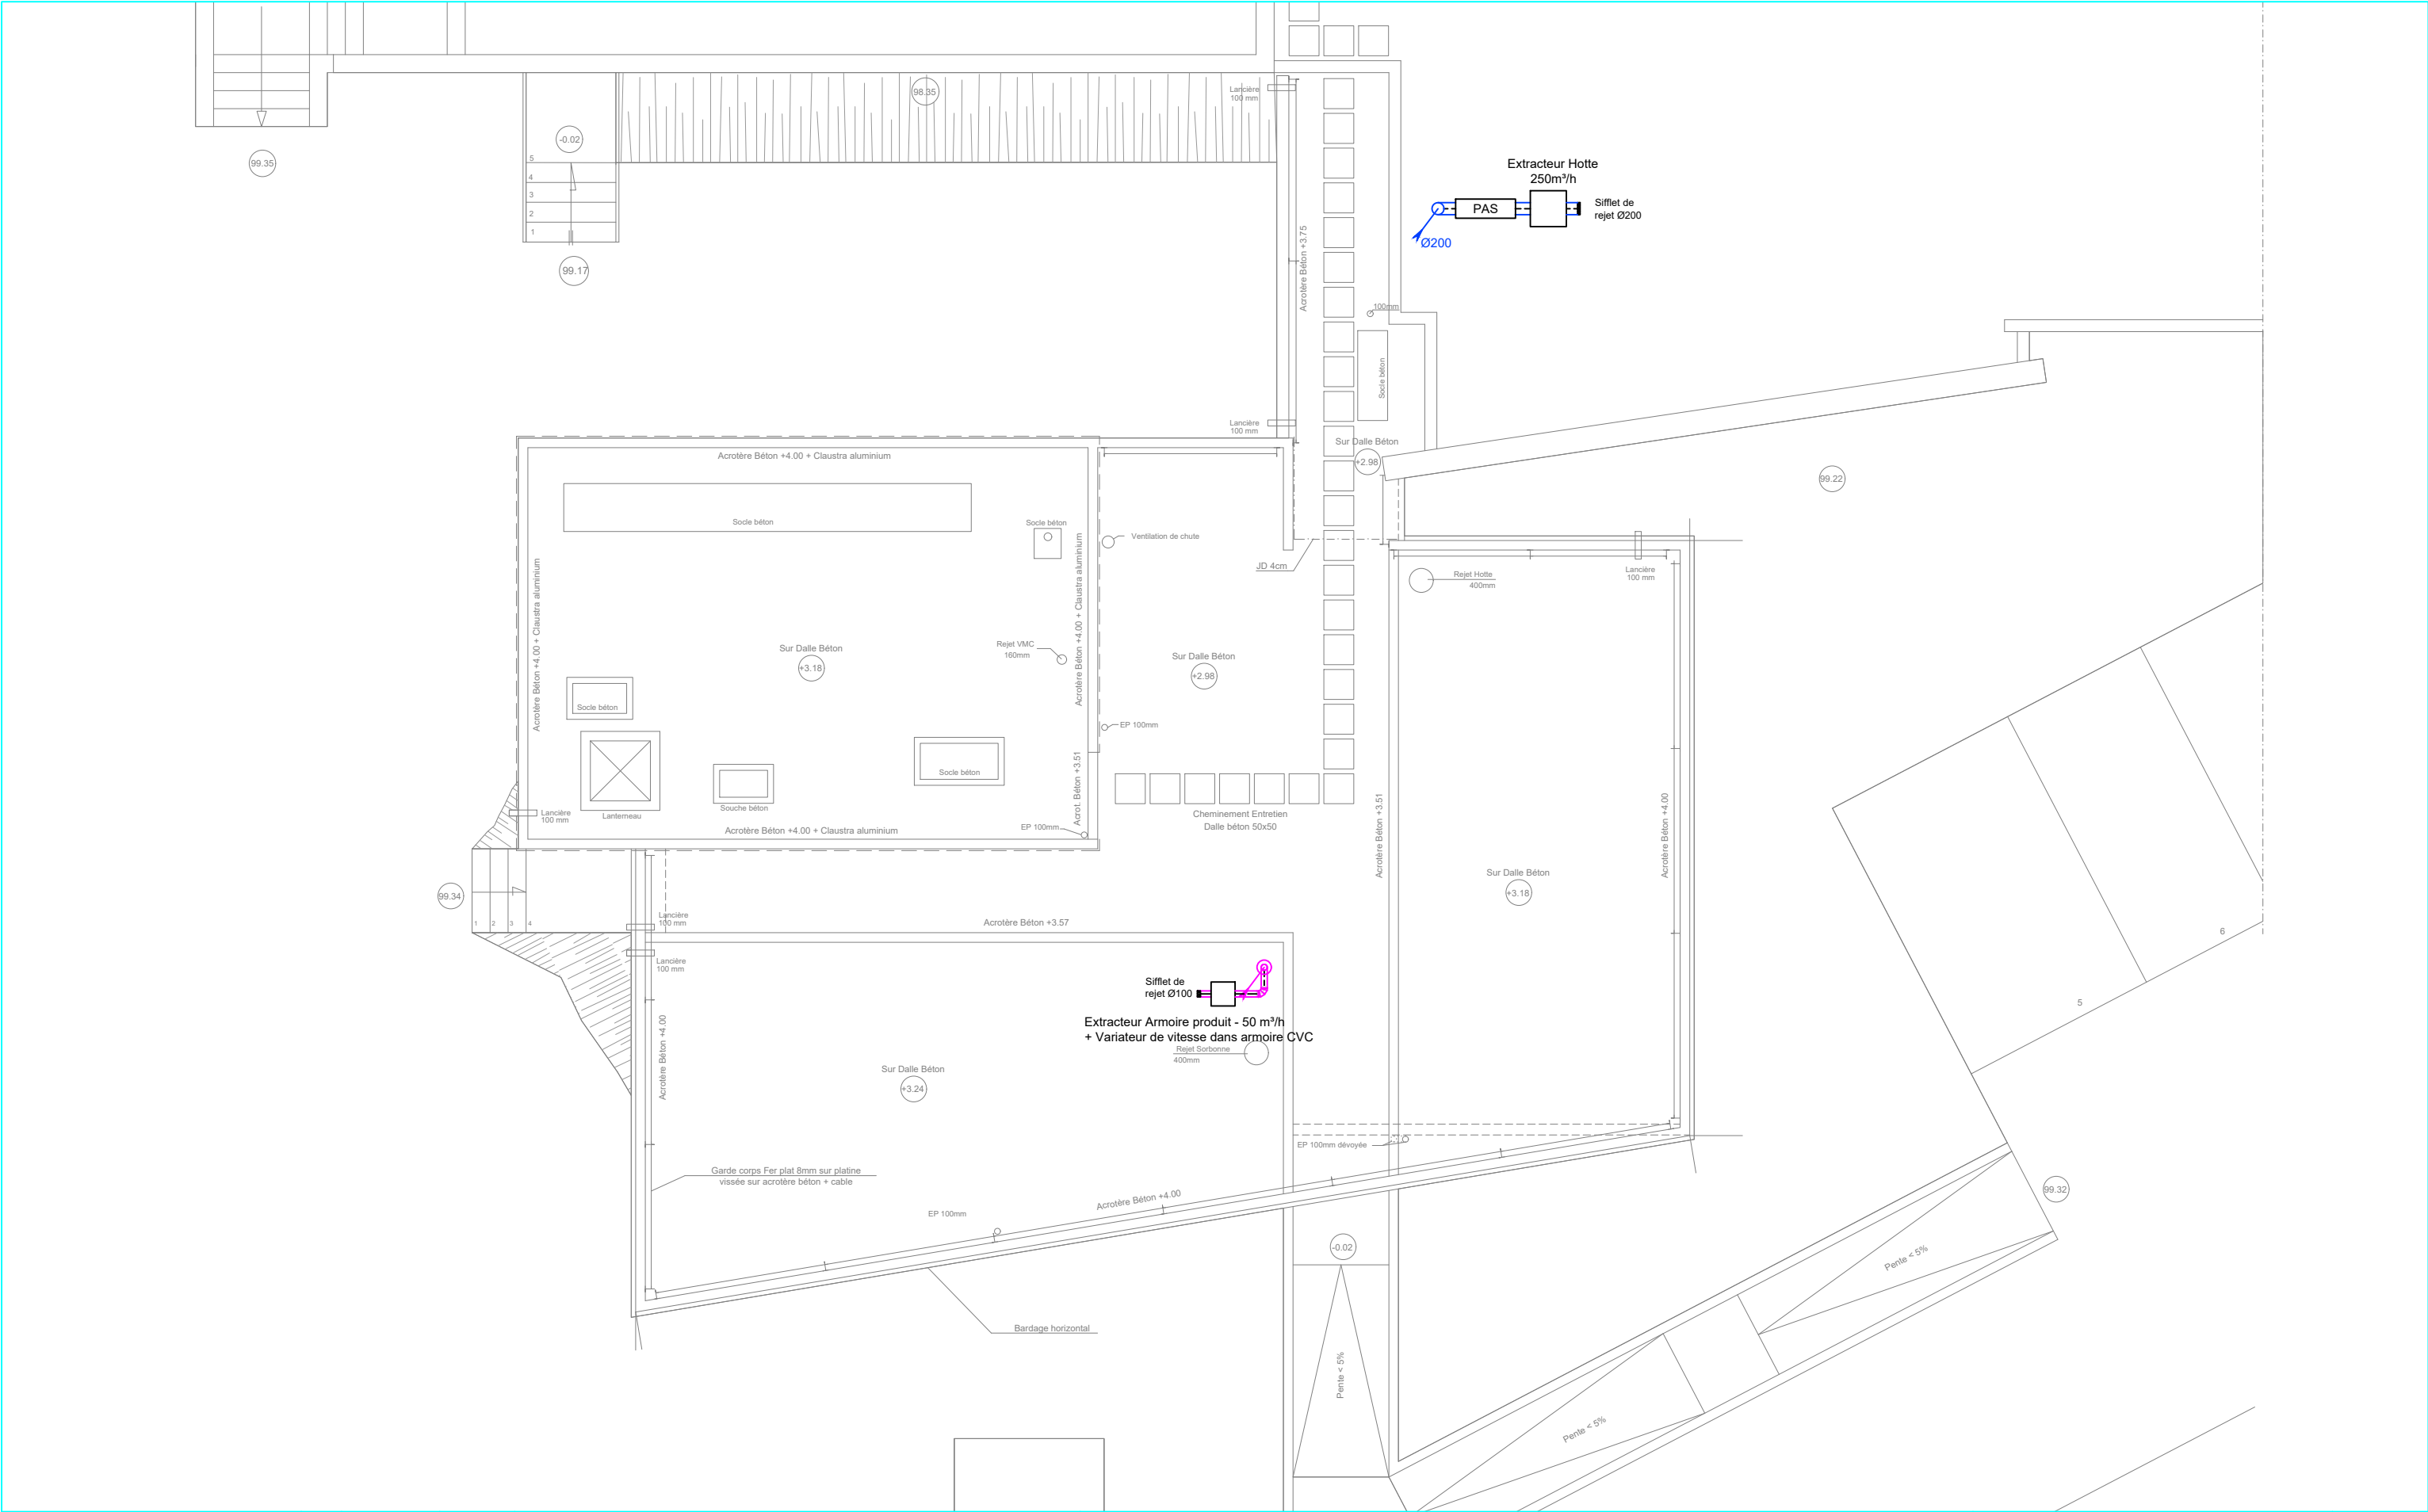 98.35
Lancière
100 mm
-0.02
99.35
5
4
3
2
1
99.17
Extracteur Hotte
250m³/h
PAS
Sifflet de
rejet Ø200
Ø200
Acrotère Béton +3.75
100mm
Socle béton
Lancière
100 mm
Sur Dalle Béton
+2.98
99.22
Acrotère Béton +4.00 + Claustra aluminium
Socle béton
Socle béton
Ventilation de chute
JD 4cm
Rejet Hotte
400mm
Lancière
100 mm
Acrotère Béton +4.00 + Claustra aluminium
Acrotère Béton +4.00 + Claustra aluminium
Sur Dalle Béton
+3.18
Rejet VMC
160mm
Sur Dalle Béton
+2.98
Socle béton
EP 100mm
Socle béton
Acrot. Béton +3.51
Souche béton
Lanterneau
Lancière
100 mm
Acrotère Béton +4.00 + Claustra aluminium
EP 100mm
Cheminement Entretien
Dalle béton 50x50
Acrotère Béton +3.51
Acrotère Béton +4.00
Sur Dalle Béton
+3.18
99.34
1
2
3
4
Lancière
100 mm
Acrotère Béton +3.57
Lancière
100 mm
6
5
Sifflet de
rejet Ø100
Extracteur Armoire produit - 50 m³/h
+ Variateur de vitesse dans armoire CVC
Rejet Sorbonne
400mm
Acrotère Béton +4.00
Sur Dalle Béton
+3.24
EP 100mm dévoyée
Garde corps Fer plat 8mm sur platine
vissée sur acrotère béton + cable
Acrotère Béton +4.00
EP 100mm
99.32
-0.02
Pente < 5%
Bardage horizontal
Pente < 5%
Pente < 5%